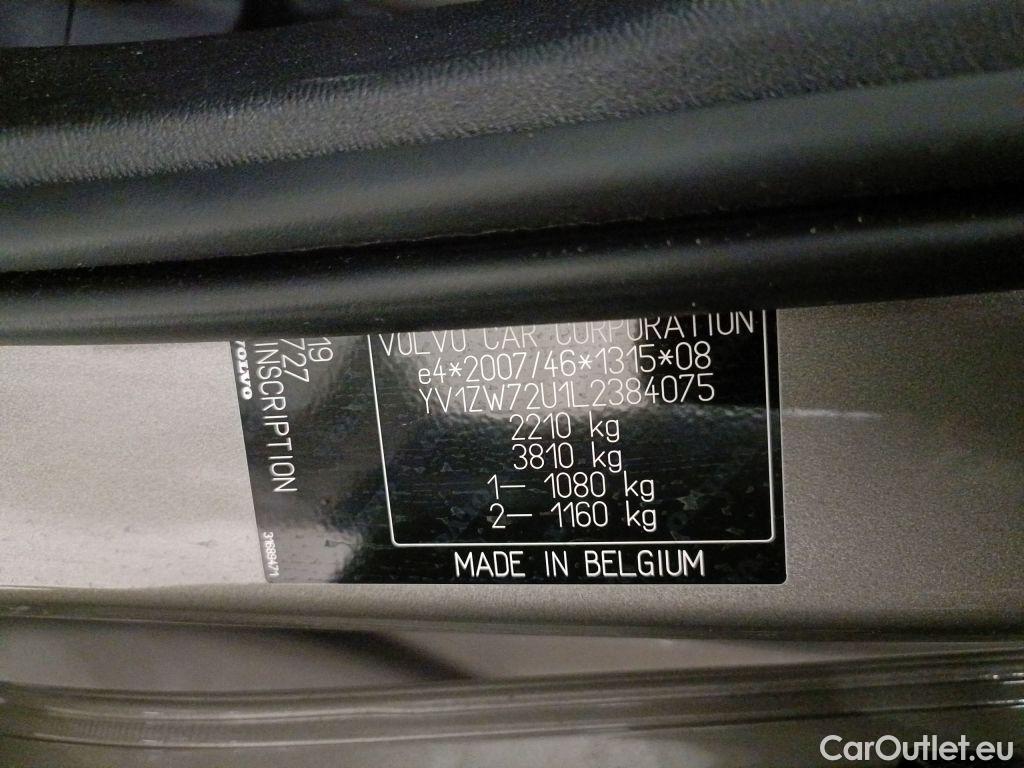 VOLVO CAR CORPORATION
e4*2007/46*1315*08
YV1ZW72U1L2384075
2210 kg
3810 kg
1— 1080 kg
2— 1160 kg
MADE IN BELGIUM
VOLVO
19
727
INSCRIPTION
31689471
CarOutlet.eu